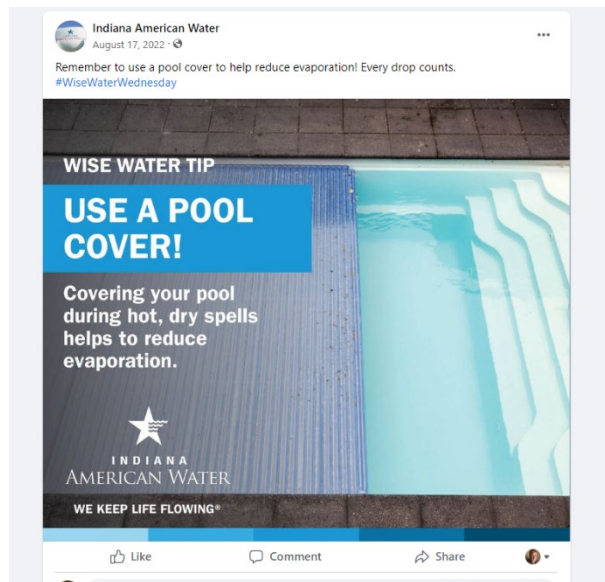 Indiana American Water
August 17, 2022 ·
Remember to use a pool cover to help reduce evaporation! Every drop counts.
#WiseWaterWednesday
WISE WATER TIP
USE A POOL
COVER!
Covering your pool
during hot, dry spells
helps to reduce
evaporation.
INDIANA
AMERICAN WATER
WE KEEP LIFE FLOWING®
Like
Comment
Share